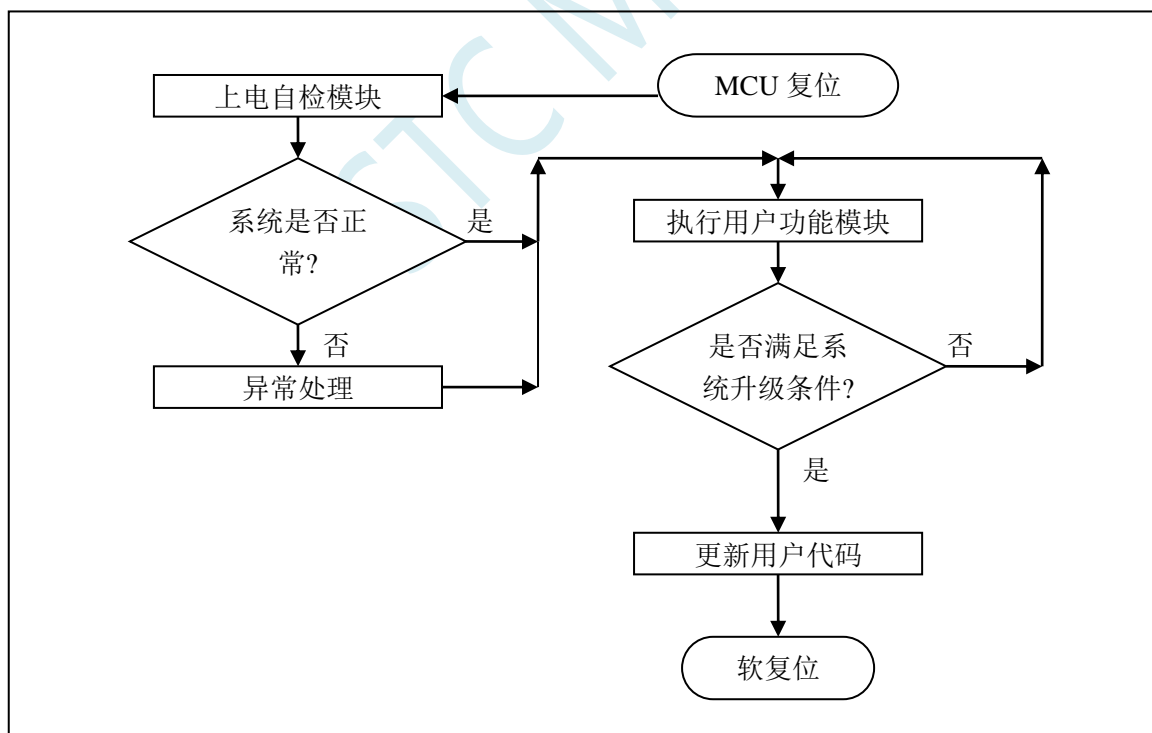 STC M
MCU 复位
上电自检模块
系统是否正
常?
是
否
异常处理
执行用户功能模块
是否满足系
统升级条件?
否
是
更新用户代码
软复位